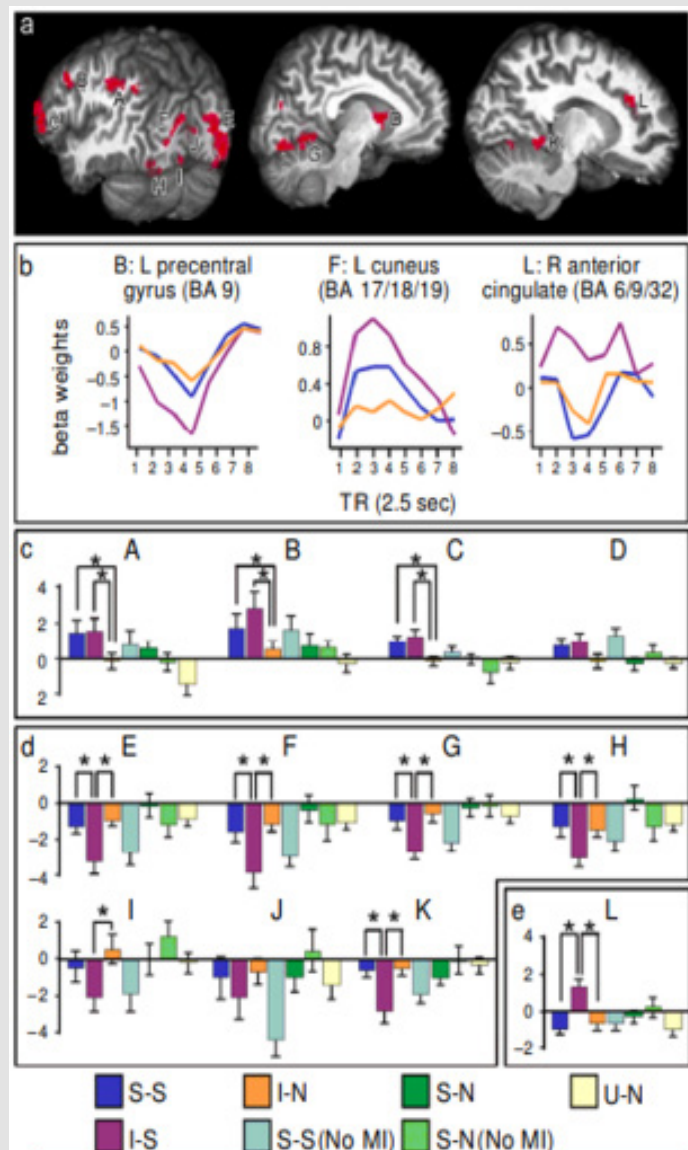 a
B
A
C
F
E
J
H
I
D
G
L
K
b
B: L precentral
gyrus (BA 9)
F: L cuneus
(BA 17/18/19)
L: R anterior
cingulate (BA 6/9/32)
beta weights
0.5
0
−0.5
−1
−1.5
1 2 3 4 5 6 7 8
0.8
0.4
0
1 2 3 4 5 6 7 8
0.5
0
−0.5
1 2 3 4 5 6 7 8
TR (2.5 sec)
c
A
B
C
D
4
2
0
2
* *
* *
* *
d
E
F
G
H
2
0
−2
−4
* *
* *
* *
* *
I
J
K
2
0
−2
−4
*
* *
e
L
4
2
0
−2
* *
S-S
I-N
S-N
U-N
I-S
S-S(No MI)
S-N(No MI)